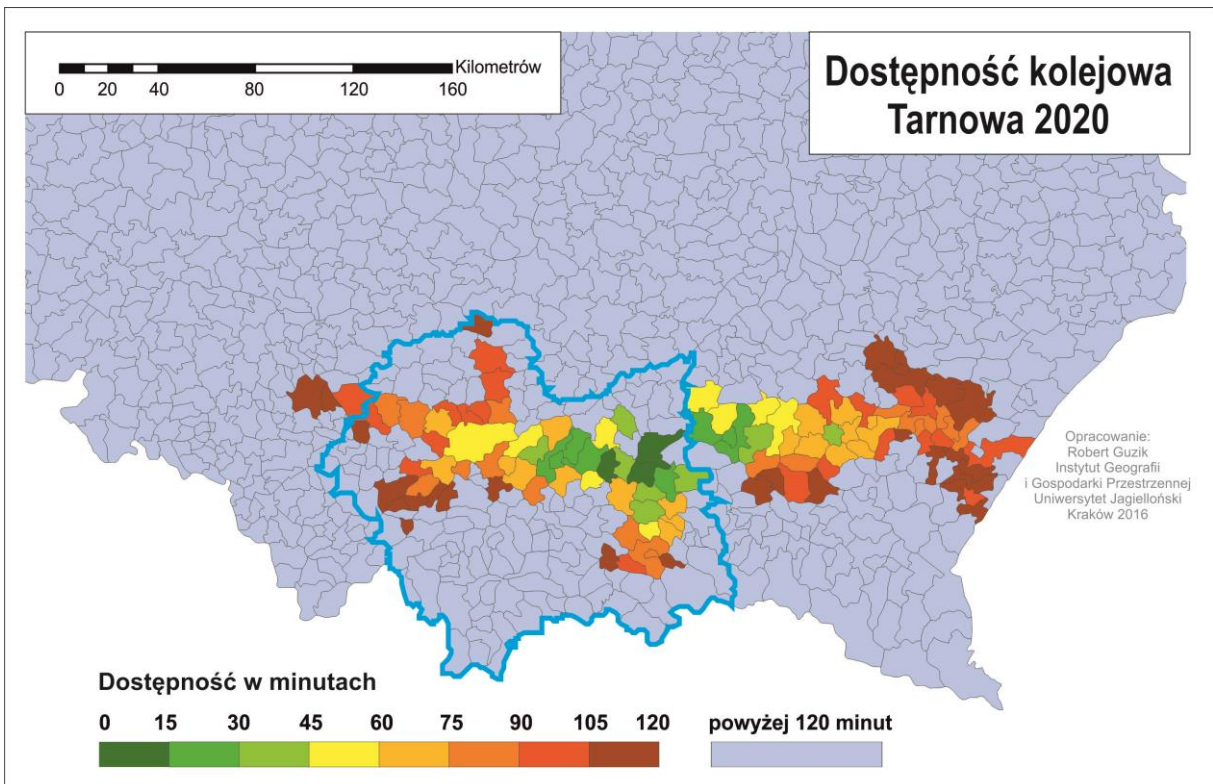 Kilometrów
0 20 40 80 120 160
Dostępność kolejowa
Tarnowa 2020
Opracowanie:
Robert Guzik
Instytut Geografii
i Gospodarki Przestrzennej
Uniwersytet Jagielloński
Kraków 2016
Dostępność w minutach
0 15 30 45 60 75 90 105 120 powyżej 120 minut